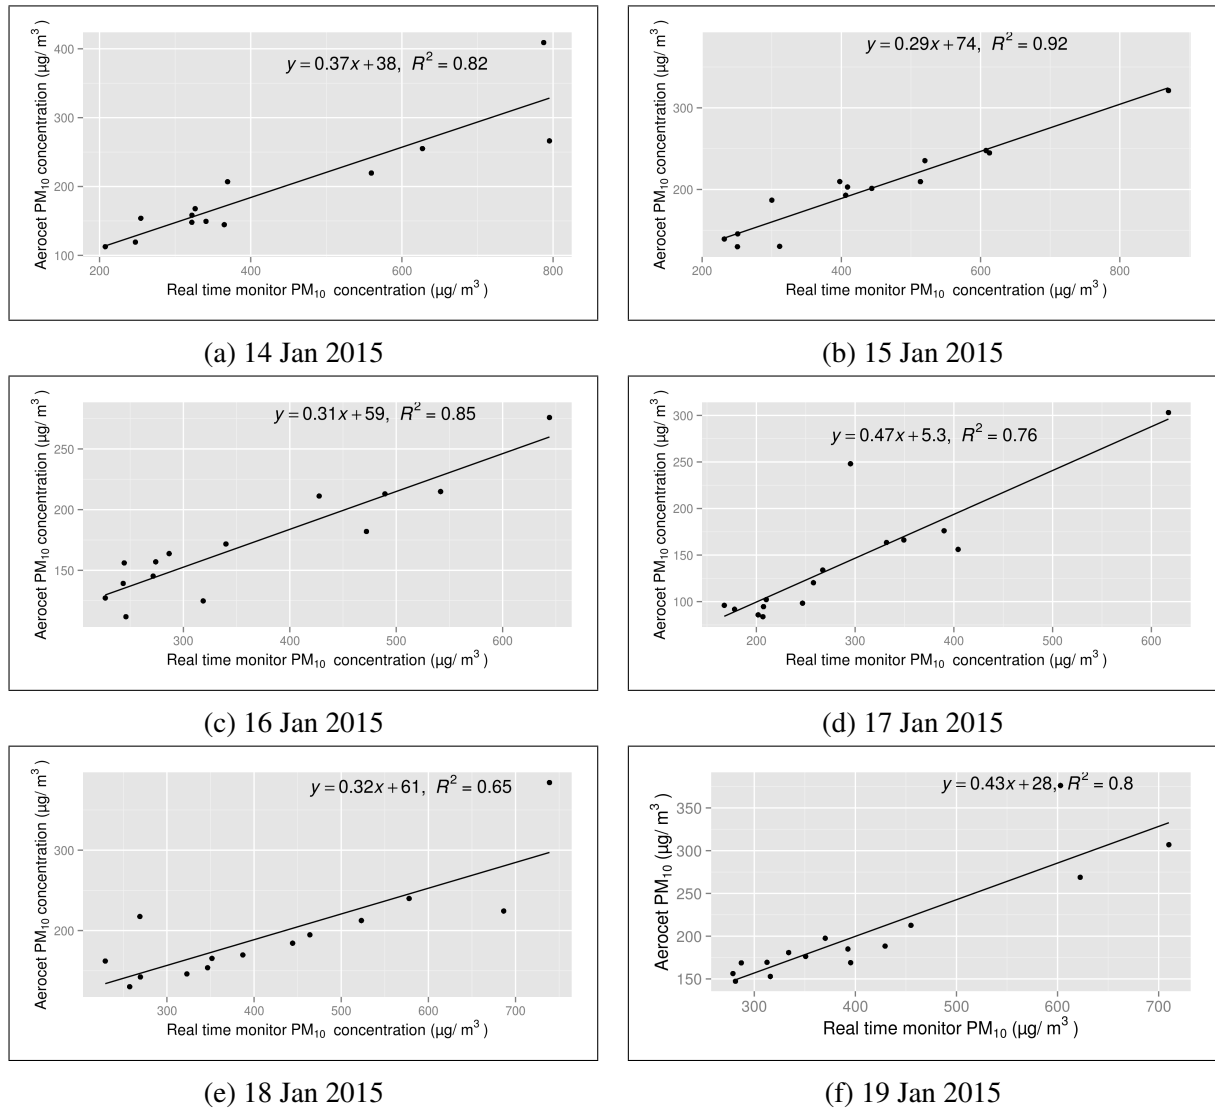 Aerocet PM10 concentration (µg/ m3 )
400
300
200
100
y = 0.37x + 38, R2 = 0.82
200 400 600 800
Real time monitor PM10 concentration (µg/ m3 )
(a) 14 Jan 2015
Aerocet PM10 concentration (µg/ m3 )
300
200
y = 0.29x + 74, R2 = 0.92
200 400 600 800
Real time monitor PM10 concentration (µg/ m3 )
(b) 15 Jan 2015
Aerocet PM10 concentration (µg/ m3 )
250
200
150
y = 0.31x + 59, R2 = 0.85
300 400 500 600
Real time monitor PM10 concentration (µg/ m3 )
(c) 16 Jan 2015
Aerocet PM10 concentration (µg/ m3 )
300
250
200
150
100
y = 0.47x + 5.3, R2 = 0.76
200 300 400 500 600
Real time monitor PM10 concentration (µg/ m3 )
(d) 17 Jan 2015
Aerocet PM10 concentration (µg/ m3 )
300
200
y = 0.32x + 61, R2 = 0.65
300 400 500 600 700
Real time monitor PM10 concentration (µg/ m3 )
(e) 18 Jan 2015
Aerocet PM10 (µg/ m3 )
350
300
250
200
150
y = 0.43x + 28, R2 = 0.8
300 400 500 600 700
Real time monitor PM10 (µg/ m3 )
(f) 19 Jan 2015